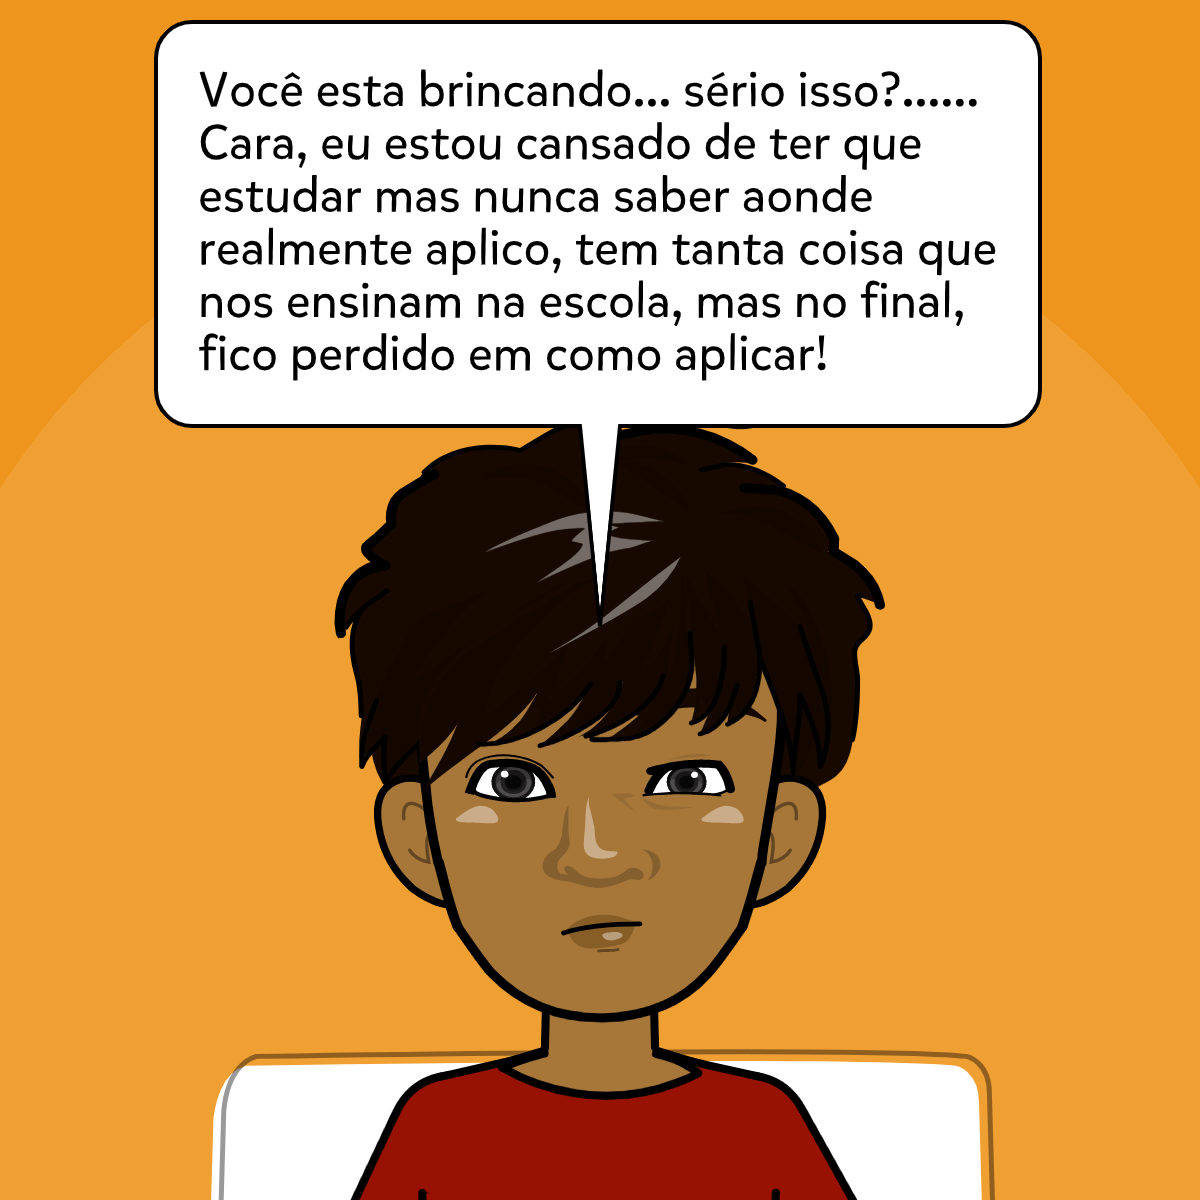 Você esta brincando... sério isso?......
Cara, eu estou cansado de ter que
estudar mas nunca saber aonde
realmente aplico, tem tanta coisa que
nos ensinam na escola, mas no final,
fico perdido em como aplicar!